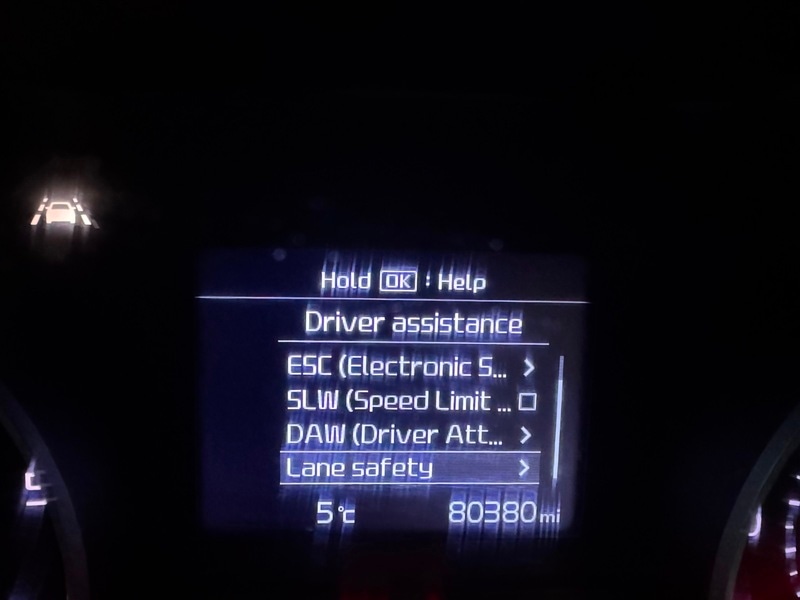 Hold OK : Help
Driver assistance
ESC (Electronic S...
SLW (Speed Limit ...
DAW (Driver Att...
Lane safety
5°C 80380mi